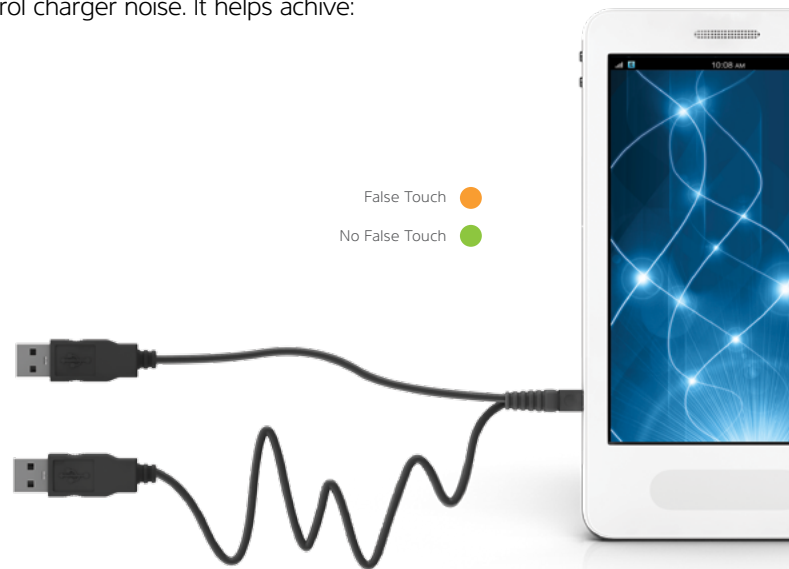 rol charger noise. It helps achive:
10:08 AM
False Touch
No False Touch